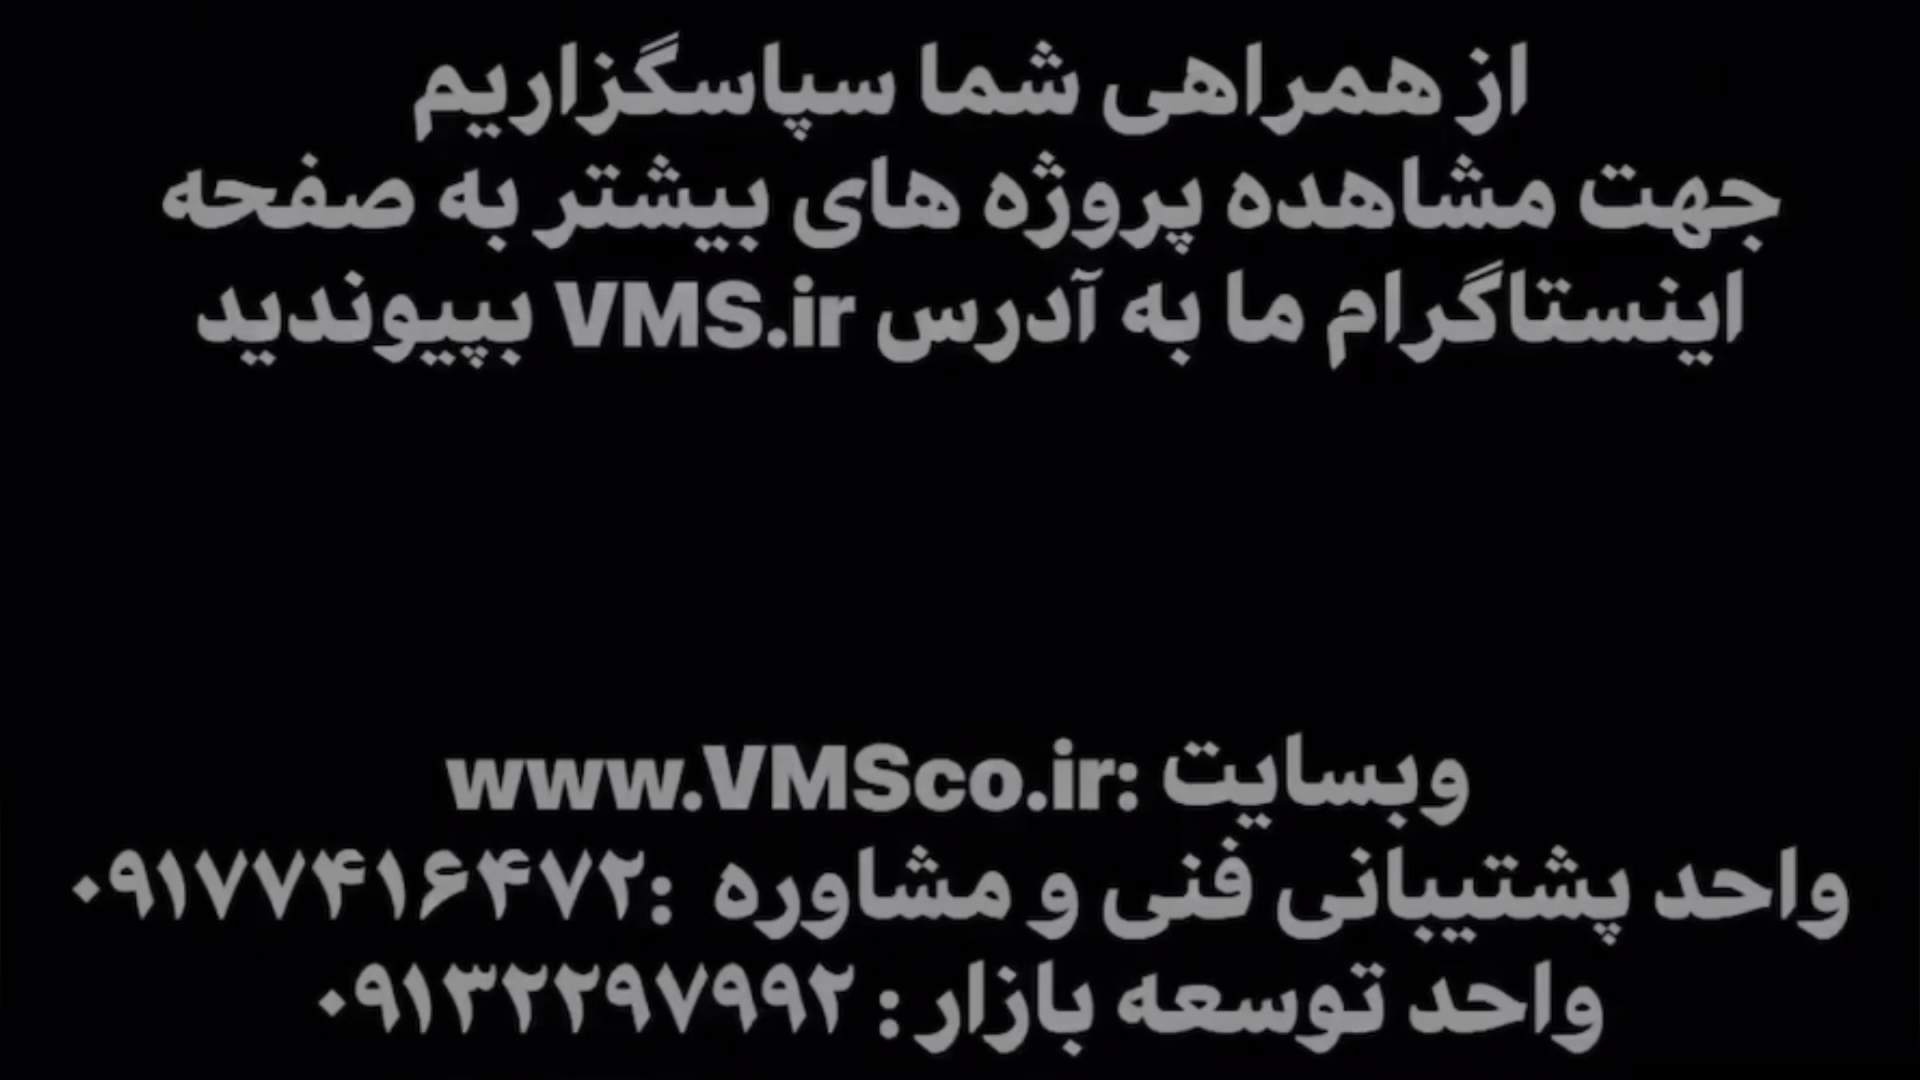 از همراهی شما سپاسگزاریم
جهت مشاهده پروژه های بیشتر به صفحه
اینستاگرام ما به آدرس VMS.ir بپیوندید
وبسایت :www.VMSco.ir
واحد پشتیبانی فنی و مشاوره :۰۹۱۷۷۴۱۶۴۷۲
واحد توسعه بازار : ۰۹۱۳۲۲۹۷۹۹۲